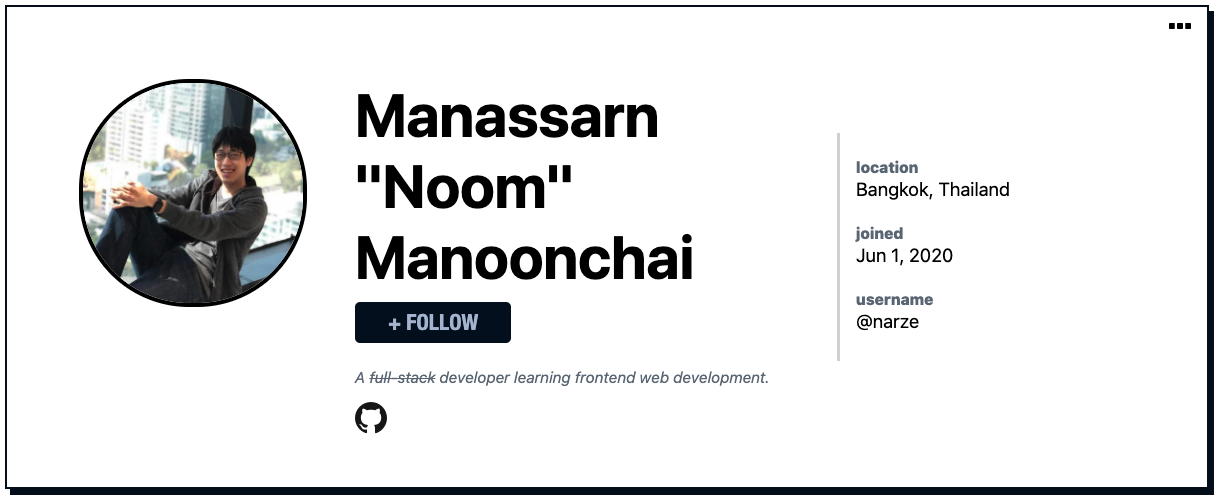 Manassarn
"Noom"
Manoonchai
+ FOLLOW
A full-stack developer learning frontend web development.
location
Bangkok, Thailand
joined
Jun 1, 2020
username
@narze